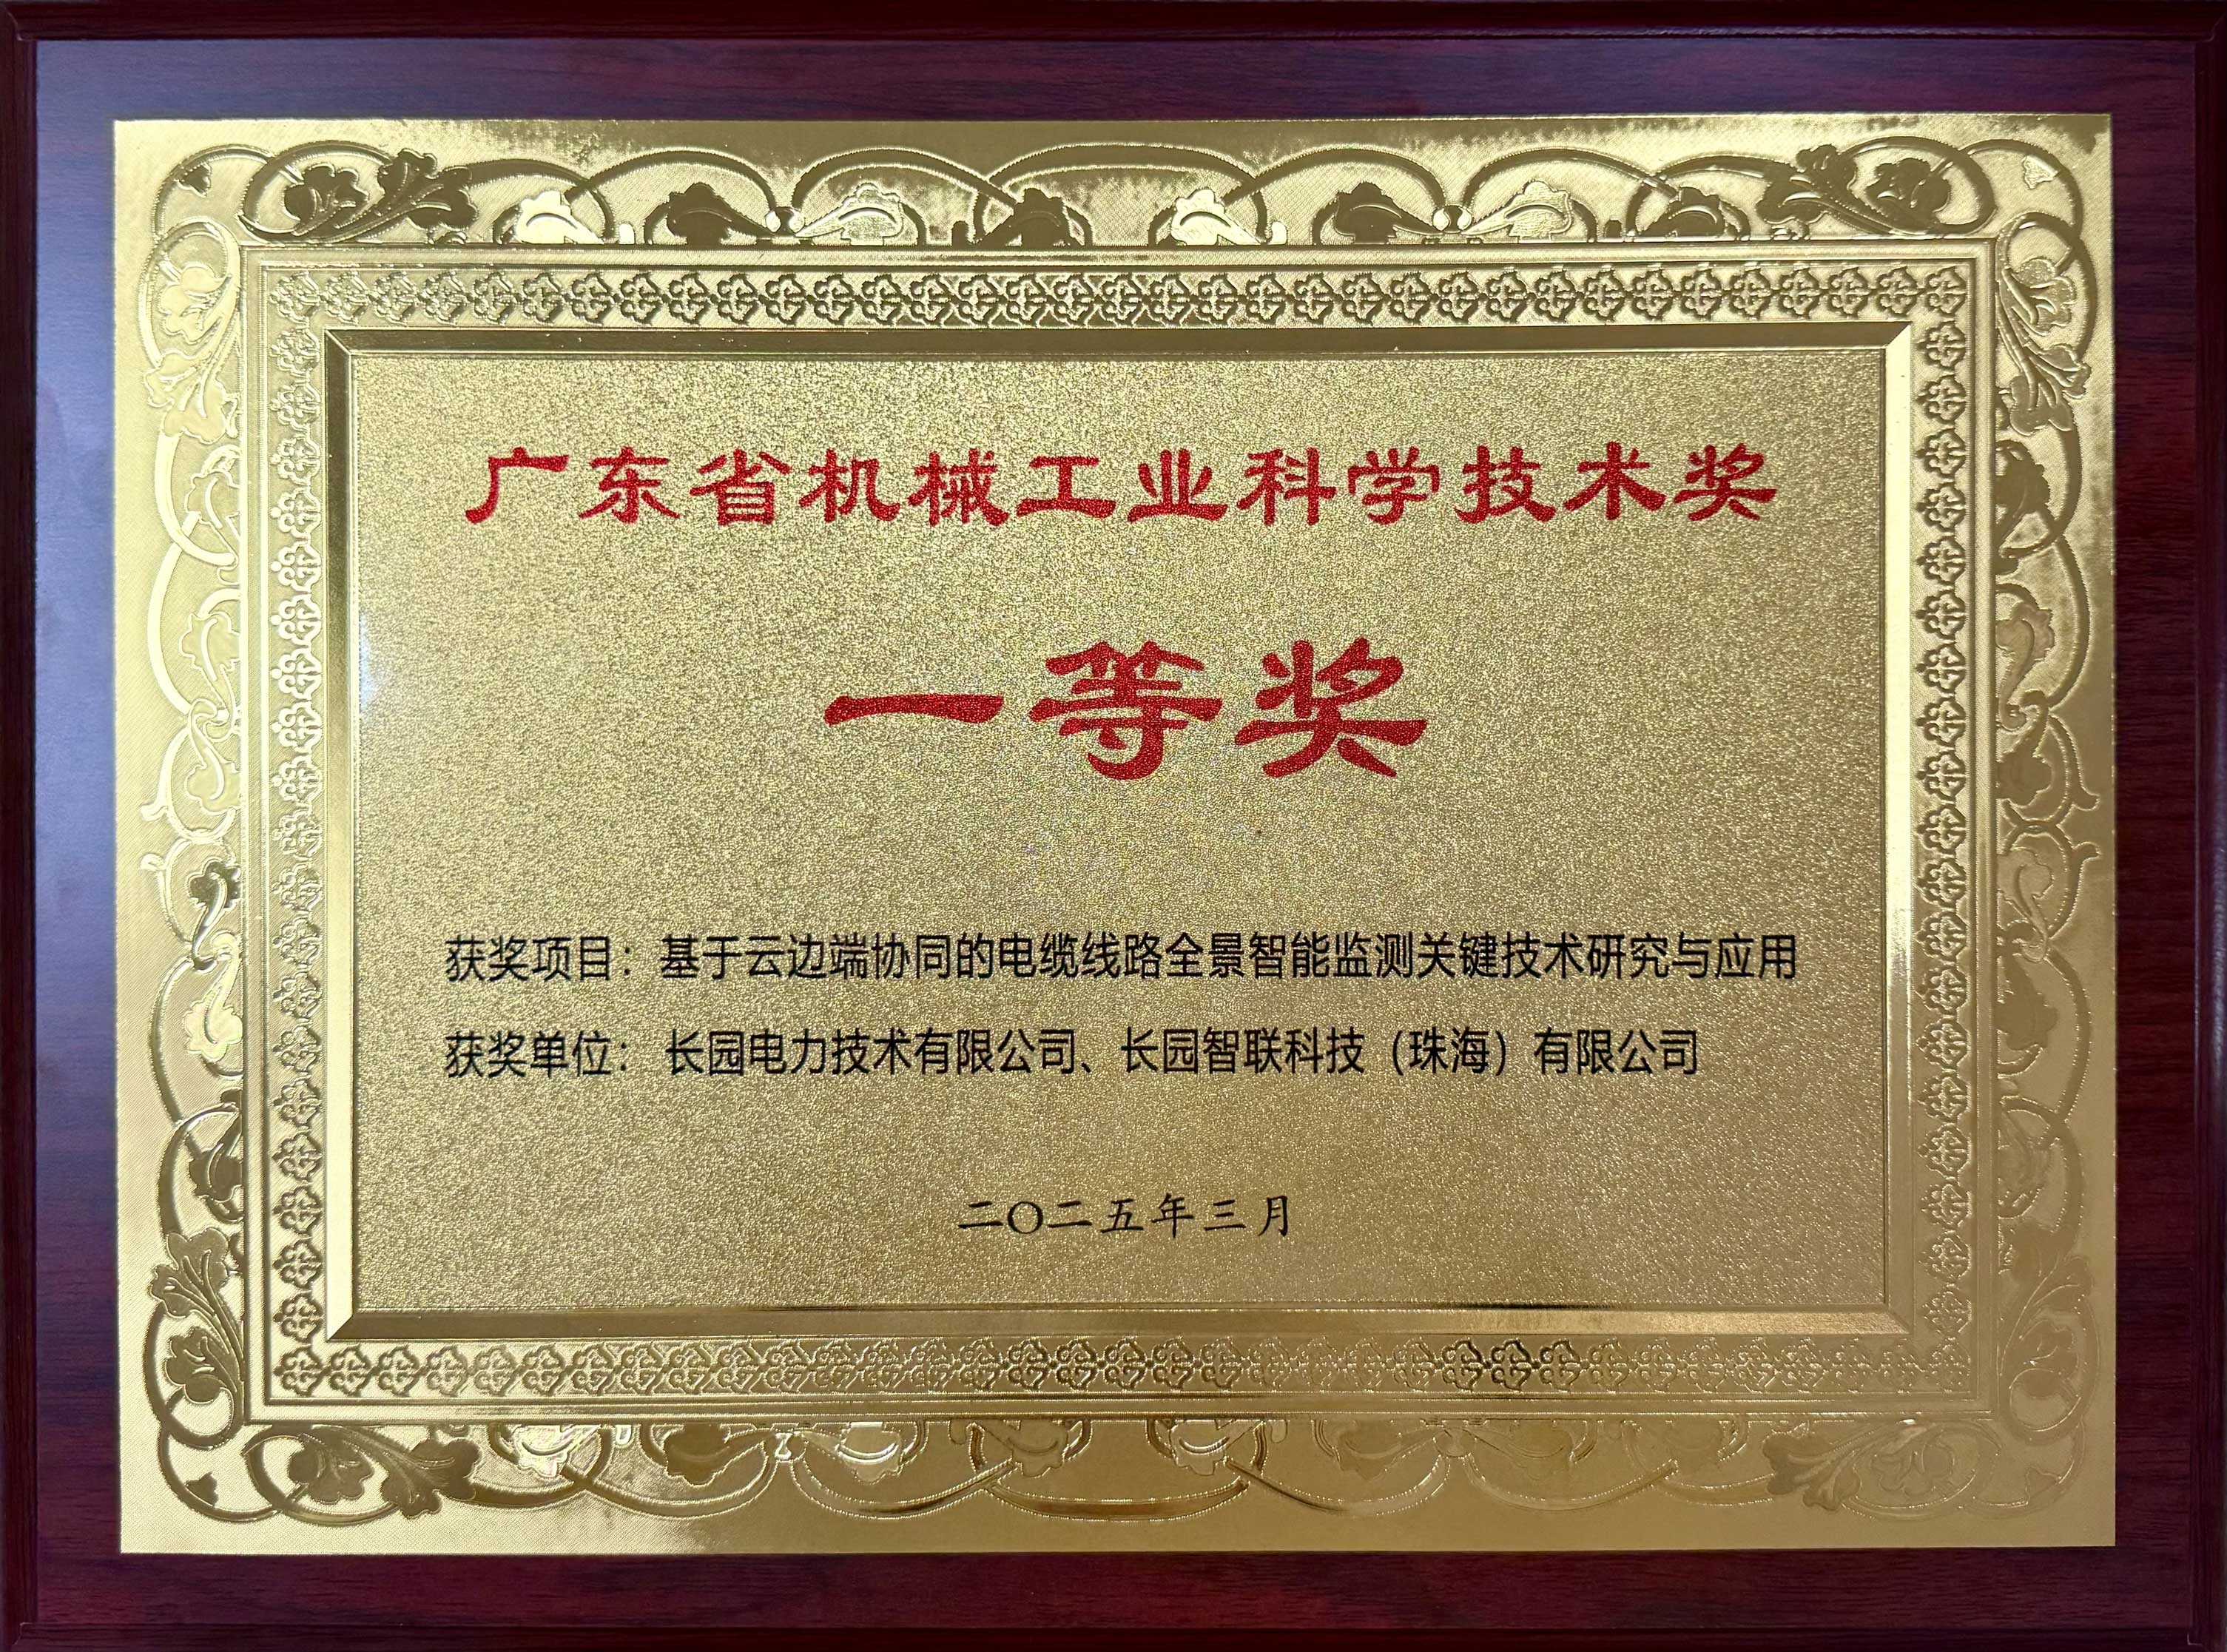 广东省机械工业科学技术奖
一等奖
获奖项目：基于云边端协同的电缆线路全景智能监测关键技术研究与应用
获奖单位：长园电力技术有限公司、长园智联科技（珠海）有限公司
二〇二五年三月